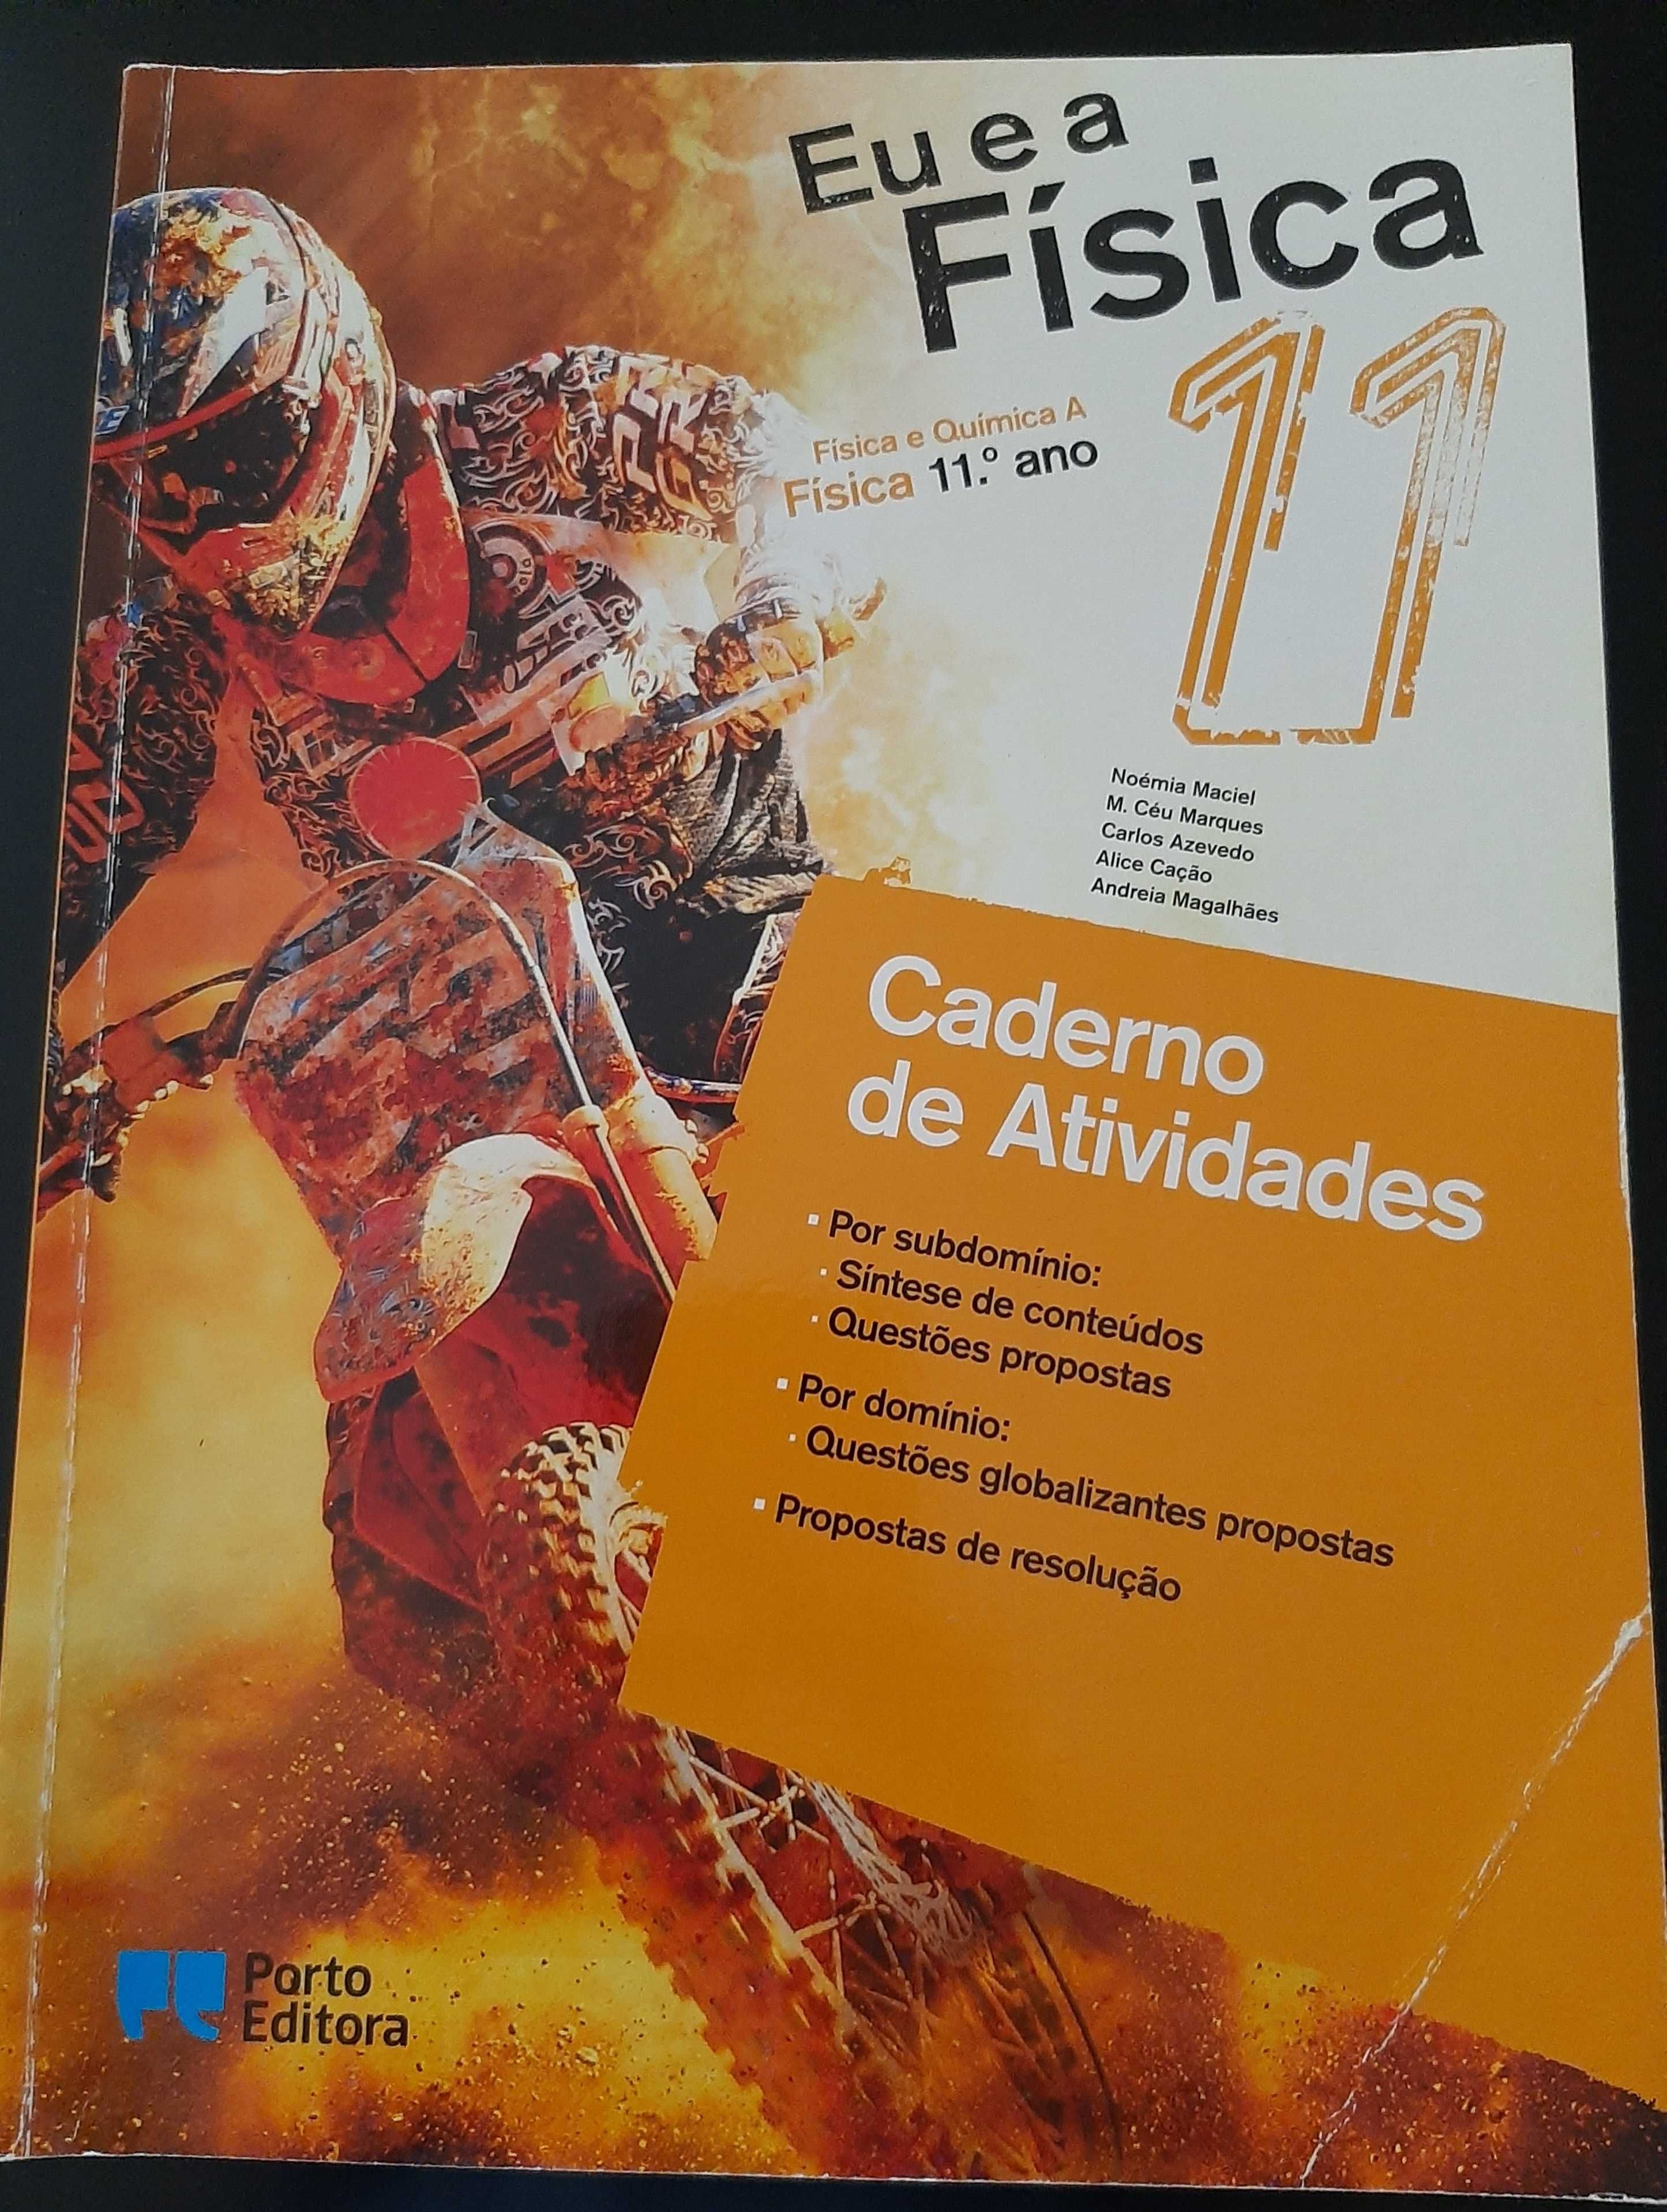 Eu e a
Física
11
Física e Química A
Física 11.º ano
Noémia Maciel
M. Céu Marques
Carlos Azevedo
Alice Cação
Andreia Magalhães
Caderno
de Atividades
▪ Por subdomínio:
· Síntese de conteúdos
· Questões propostas
▪ Por domínio:
· Questões globalizantes propostas
▪ Propostas de resolução
Porto
Editora